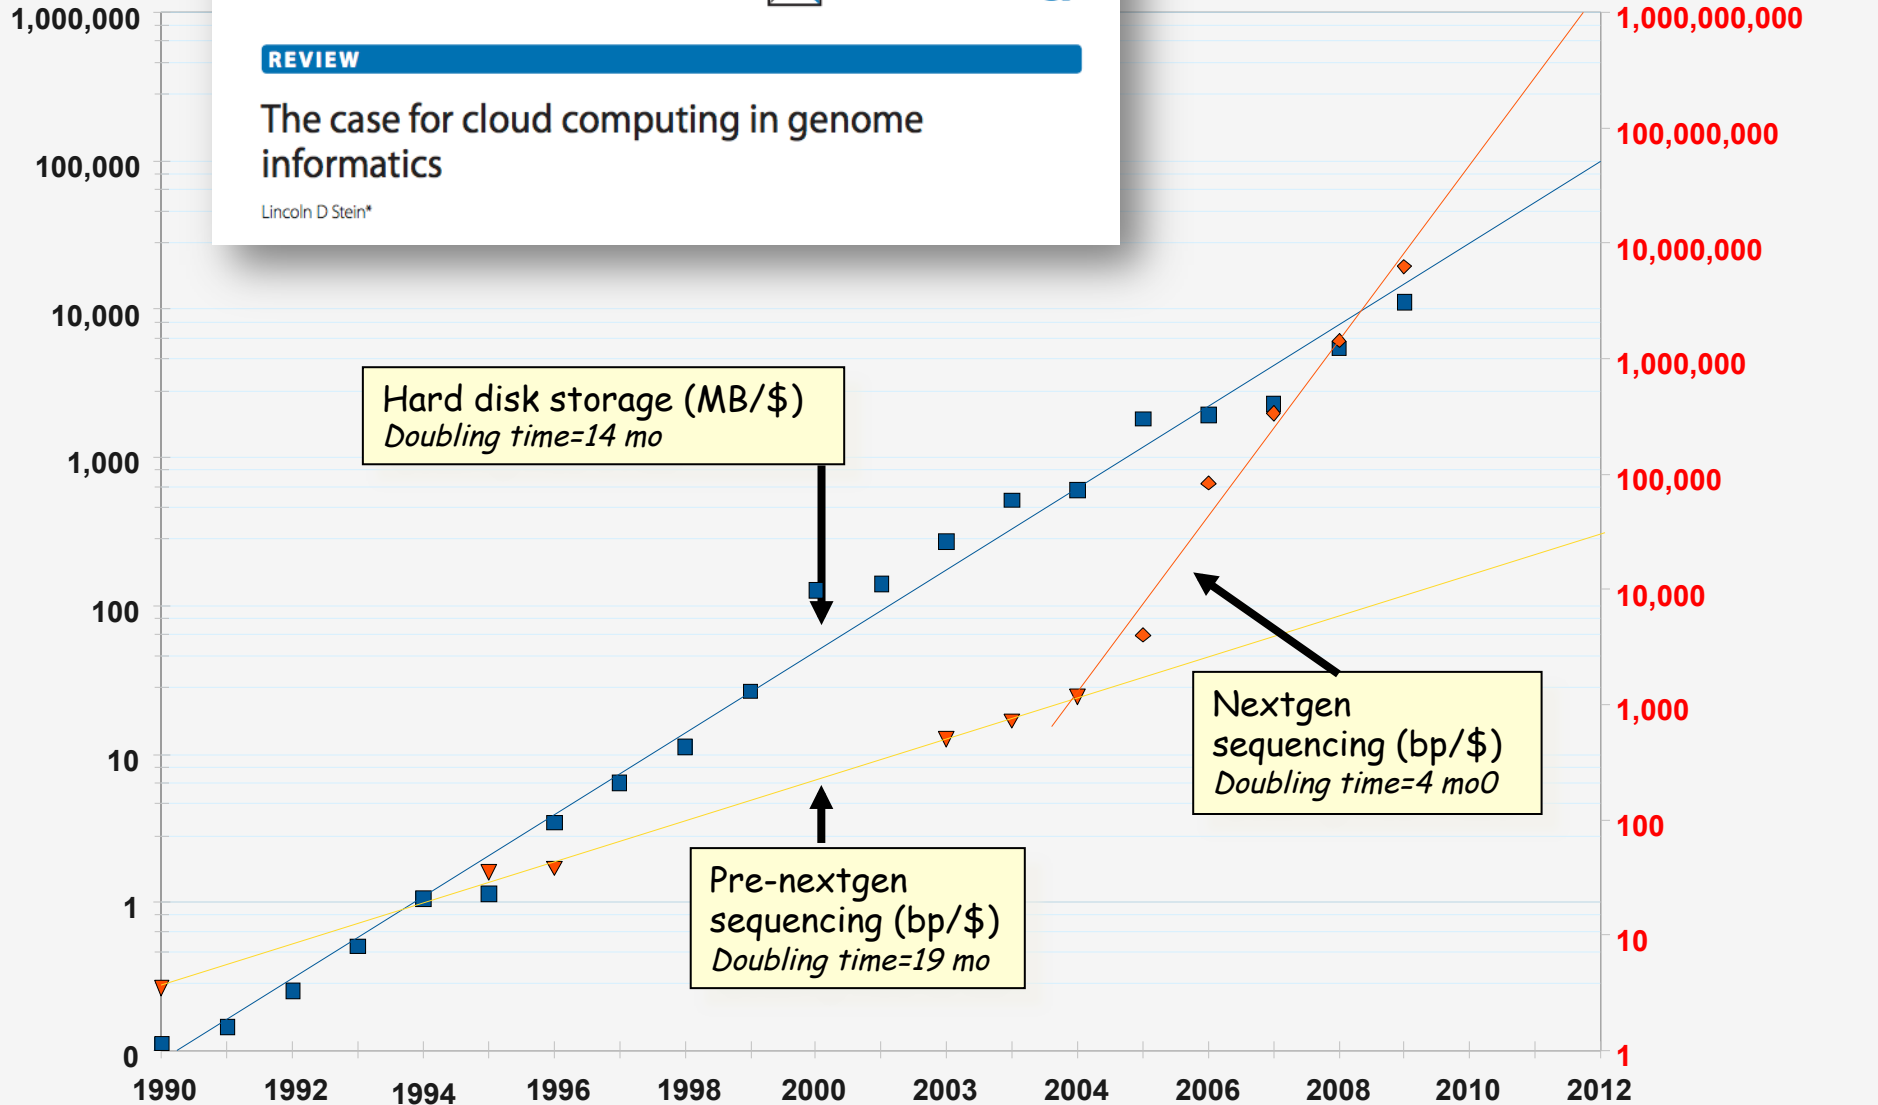 REVIEW
The case for cloud computing in genome
informatics
Lincoln D Stein*
1,000,000
100,000
10,000
1,000
100
10
1
0
1,000,000,000
100,000,000
10,000,000
1,000,000
100,000
10,000
1,000
100
10
1
Hard disk storage (MB/$)
Doubling time=14 mo
Nextgen
sequencing (bp/$)
Doubling time=4 mo0
Pre-nextgen
sequencing (bp/$)
Doubling time=19 mo
1990 1992 1994 1996 1998 2000 2003 2004 2006 2008 2010 2012